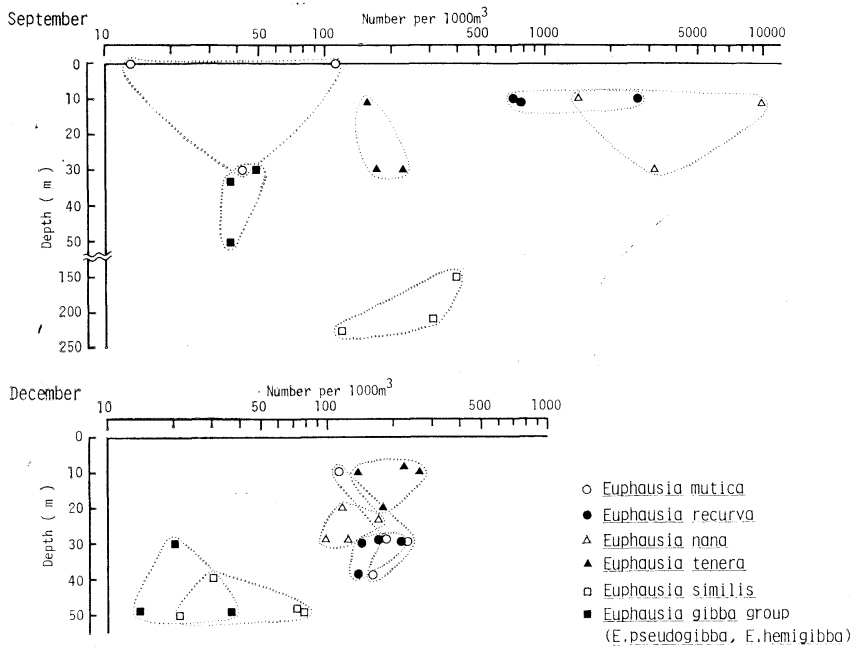 September
Number per 1000m³
10 50 100 500 1000 5000 10000
0
10
20
30
40
50
150
200
250
Depth ( m )
December
Number per 1000m³
10 50 100 500 1000
0
10
20
30
40
50
Depth ( m )
Euphausia mutica
Euphausia recurva
Euphausia nana
Euphausia tenera
Euphausia similis
Euphausia gibba group
(E.pseudogibba, E.hemigibba)